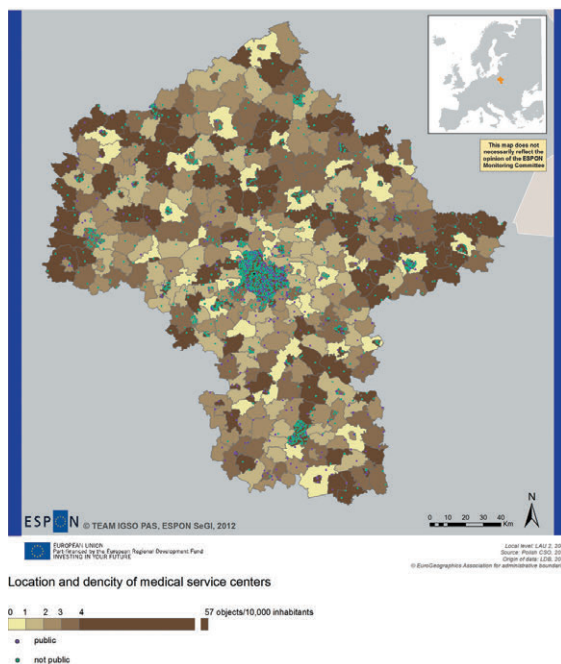 This map does not
necessarily reflect the
opinion of the ESPON
Monitoring Committee
ESPON © TEAM IGSO PAS, ESPON SeGI, 2012
0 10 20 40
Km
N
EUROPEAN UNION
Part-financed by the European Regional Development Fund
INVESTING IN YOUR FUTURE
Local level: LAU 2, 20
Source: Polish CSO, 20
Origin of data: LDB, 20
© EuroGeographics Association for administrative boundar
Location and dencity of medical service centers
0 1 2 3 4 57 objects/10,000 inhabitants
public
not public